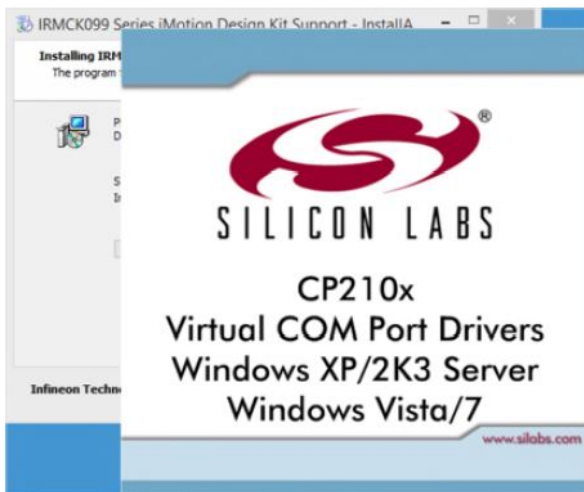 IRMCK099 Series iMotion Design Kit Support - InstallA
Installing IRM
The program
P
D
S
In
SILICON LABS
®
CP210x
Virtual COM Port Drivers
Windows XP/2K3 Server
Windows Vista/7
Infineon Techn
www.silabs.com